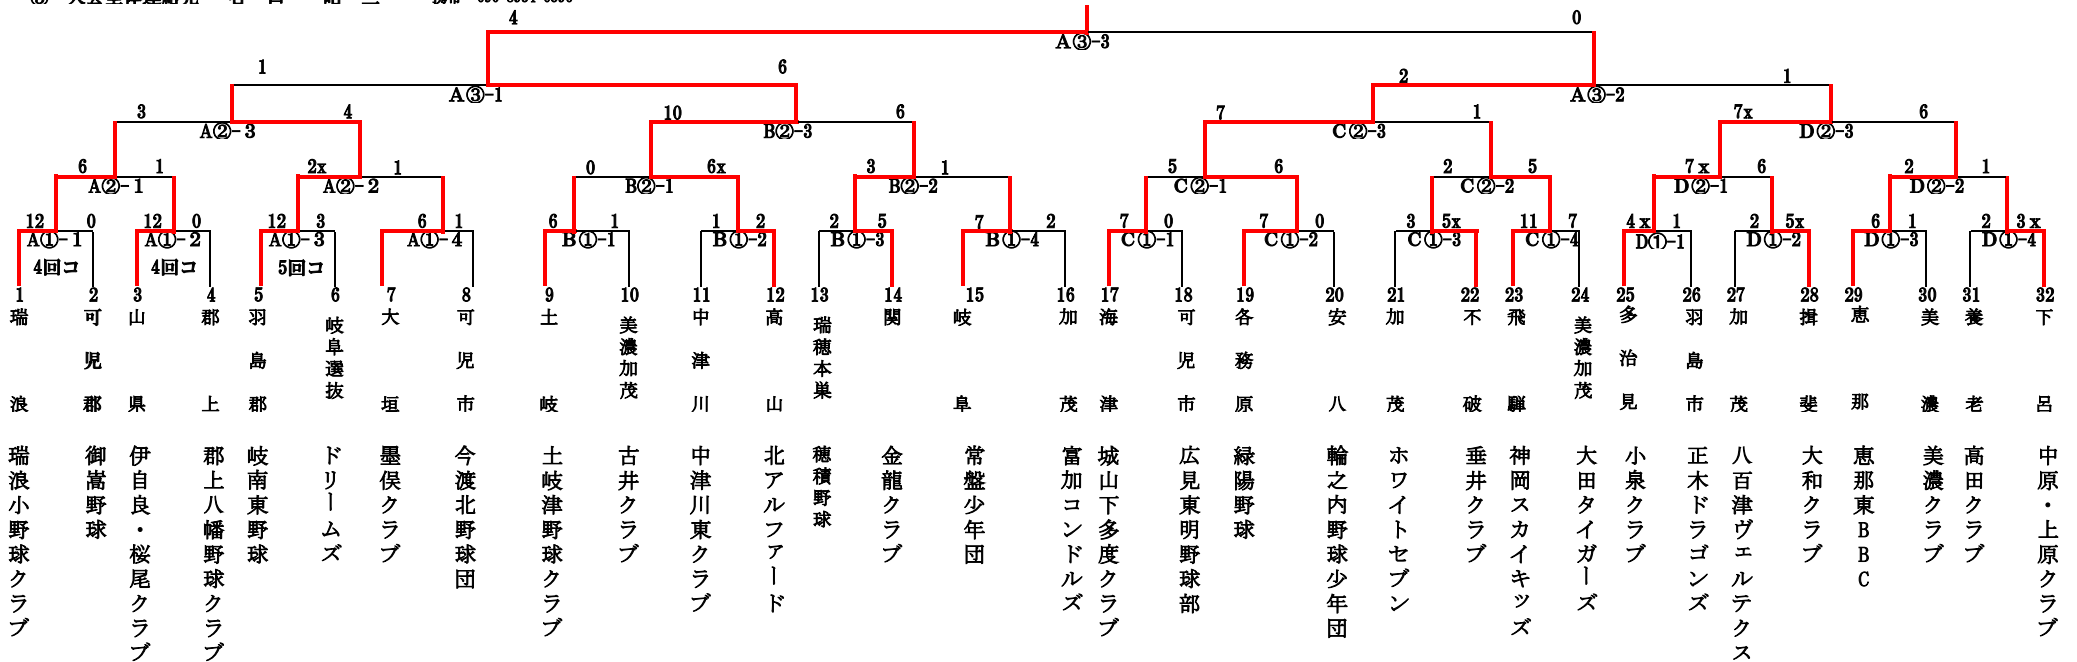 4 0
A③-3
1 6 2 1
A③-1 A③-2
3 4 10 6 7 1 7x 6
A②-3 B②-3 C②-3 D②-3
6 1 2x 1 0 6x 3 1 5 6 2 5 7x 6 2 1
A②-1 A②-2 B②-1 B②-2 C②-1 C②-2 D②-1 D②-2
12 0 12 0 12 3 6 1 6 1 1 2 2 5 7 2 7 0 7 0 3 5x 11 7 4x 1 2 5x 6 1 2 3x
A①-1 A①-2 A①-3 A①-4 B①-1 B①-2 B①-3 B①-4 C①-1 C①-2 C①-3 C①-4 D①-1 D①-2 D①-3 D①-4
4回コ 4回コ 5回コ
1 2 3 4 5 6 7 8 9 10 11 12 13 14 15 16 17 18 19 20 21 22 23 24 25 26 27 28 29 30 31 32
瑞浪
可児郡
山県
郡上
羽島郡
岐阜選抜
大垣
可児市
土岐
美濃加茂
中津川
高山
瑞穂本巣
関
岐阜
加茂
海津
可児市
各務原
安八
加茂
不破
飛騨
美濃加茂
多治見
羽島市
加茂
揖斐
恵那
美濃
養老
下呂
瑞浪小野球クラブ
御嵩野球
伊自良・桜尾クラブ
郡上八幡野球クラブ
岐南東野球
ドリームズ
墨俣クラブ
今渡北野球団
土岐津野球クラブ
古井クラブ
中津川東クラブ
北アルファード
穂積野球
金龍クラブ
常盤少年団
富加コンドルズ
城山下多度クラブ
広見東明野球部
緑陽野球
輪之内野球少年団
ホワイトセブン
垂井クラブ
神岡スカイキッズ
大田タイガーズ
小泉クラブ
正木ドラゴンズ
八百津ヴェルテクス
大和クラブ
恵那東BBC
美濃クラブ
高田クラブ
中原・上原クラブ